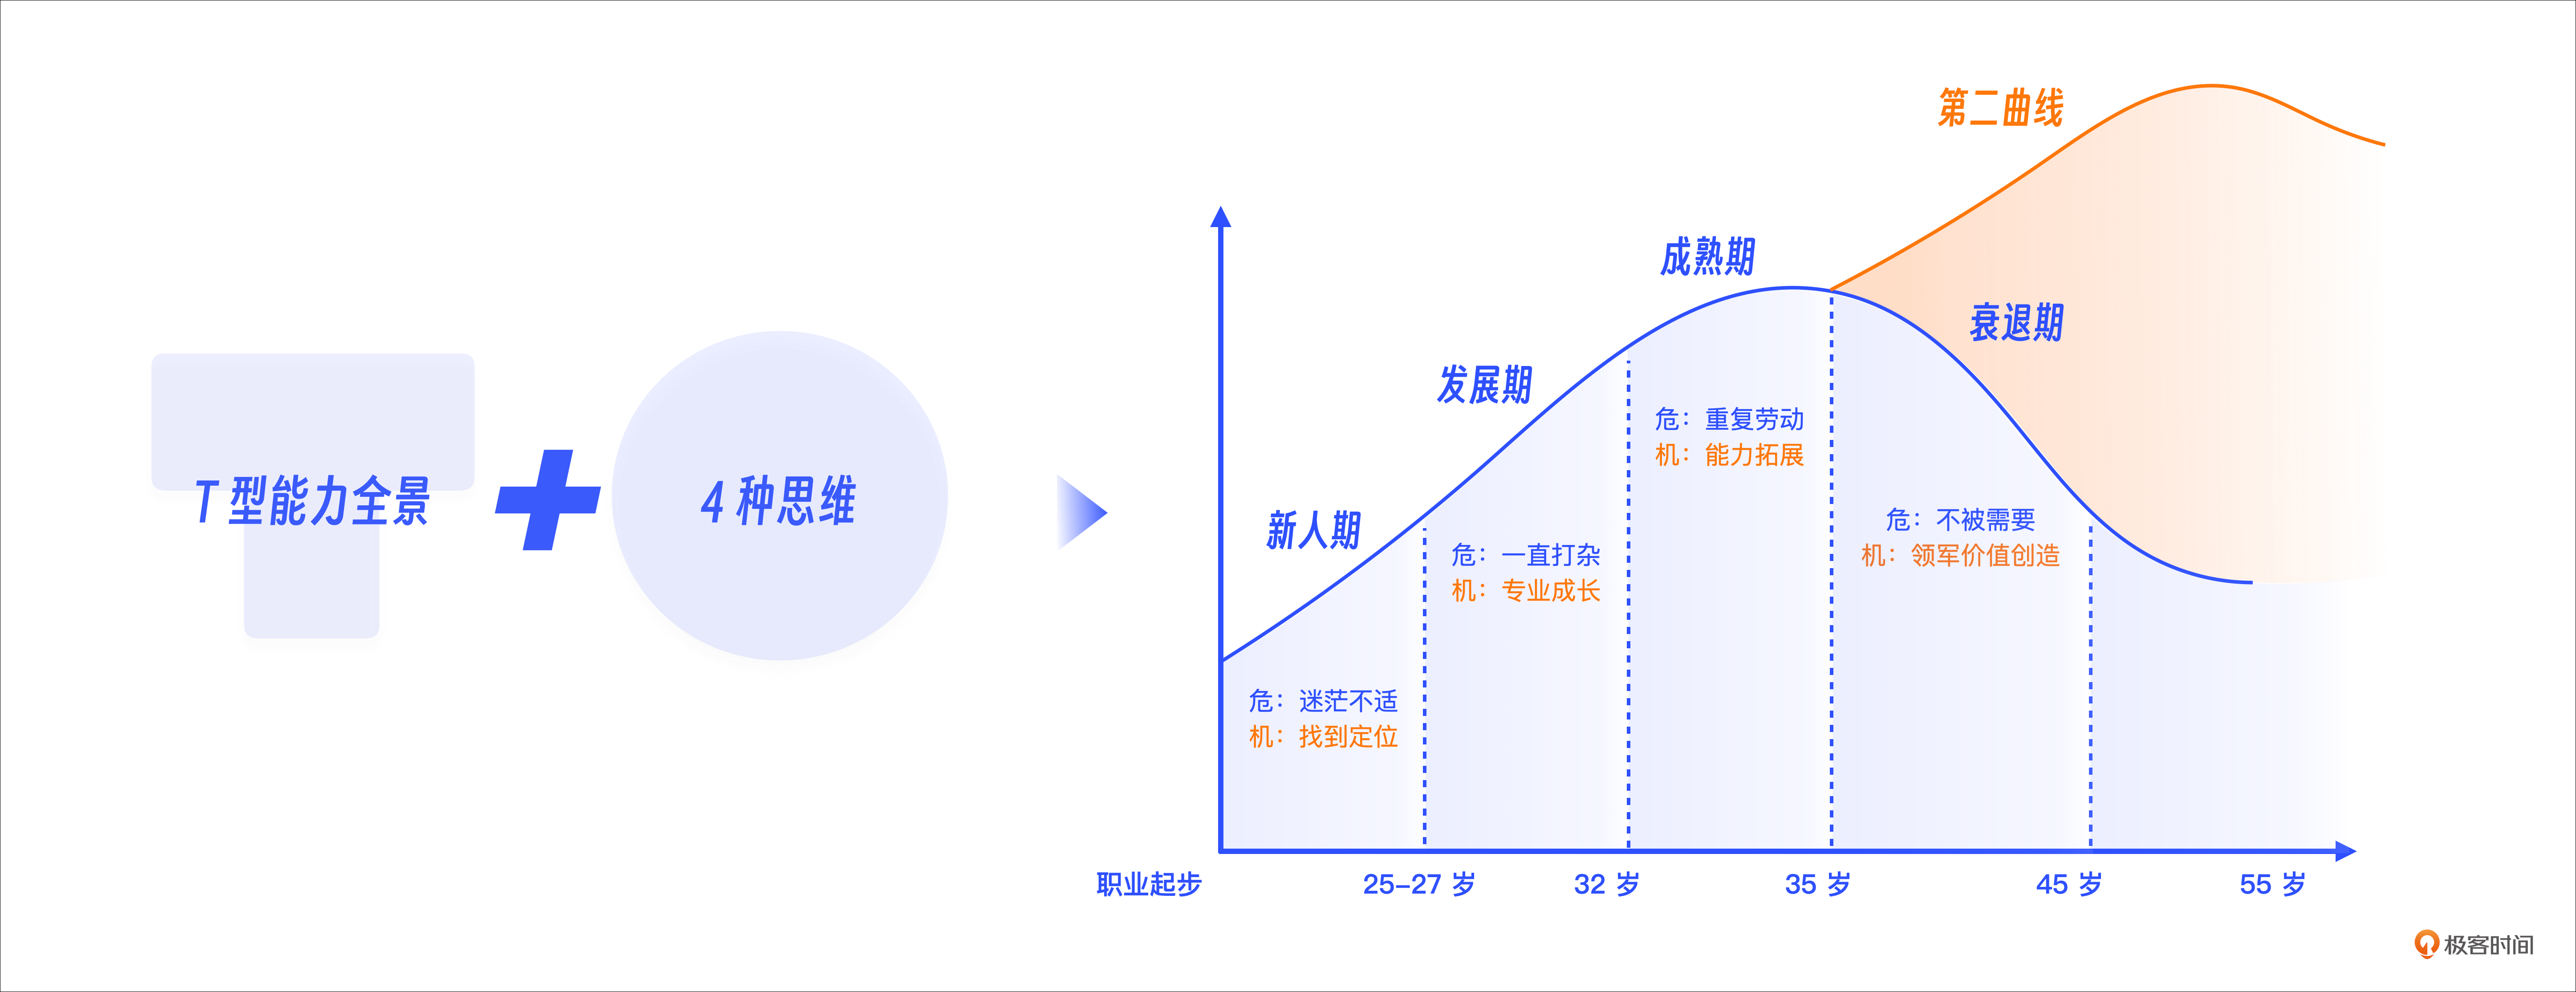 T 型能力全景
4 种思维
第二曲线
成熟期
衰退期
发展期
新人期
危：重复劳动
机：能力拓展
危：不被需要
机：领军价值创造
危：一直打杂
机：专业成长
危：迷茫不适
机：找到定位
职业起步
25-27 岁
32 岁
35 岁
45 岁
55 岁
极客时间